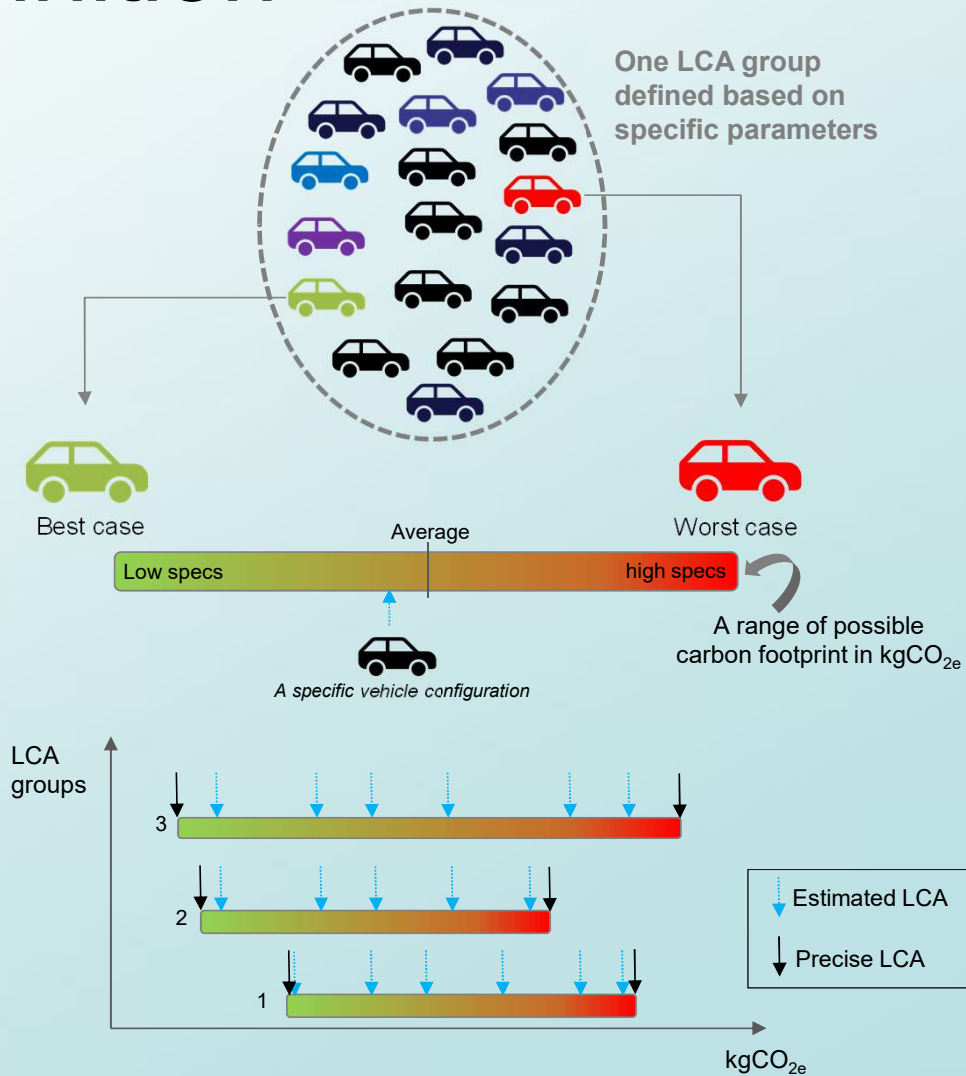 One LCA group
defined based on
specific parameters
Best case
Worst case
Average
Low specs
high specs
A range of possible
carbon footprint in kgCO2e
A specific vehicle configuration
LCA
groups
3
2
1
Estimated LCA
Precise LCA
kgCO2e